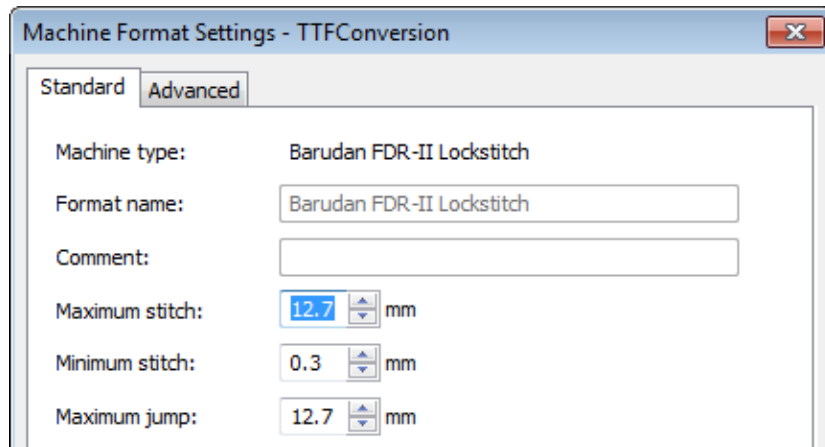 Machine Format Settings - TTFConversion
Standard Advanced
Machine type: Barudan FDR-II Lockstitch
Format name: Barudan FDR-II Lockstitch
Comment:
Maximum stitch: 12.7 mm
Minimum stitch: 0.3 mm
Maximum jump: 12.7 mm